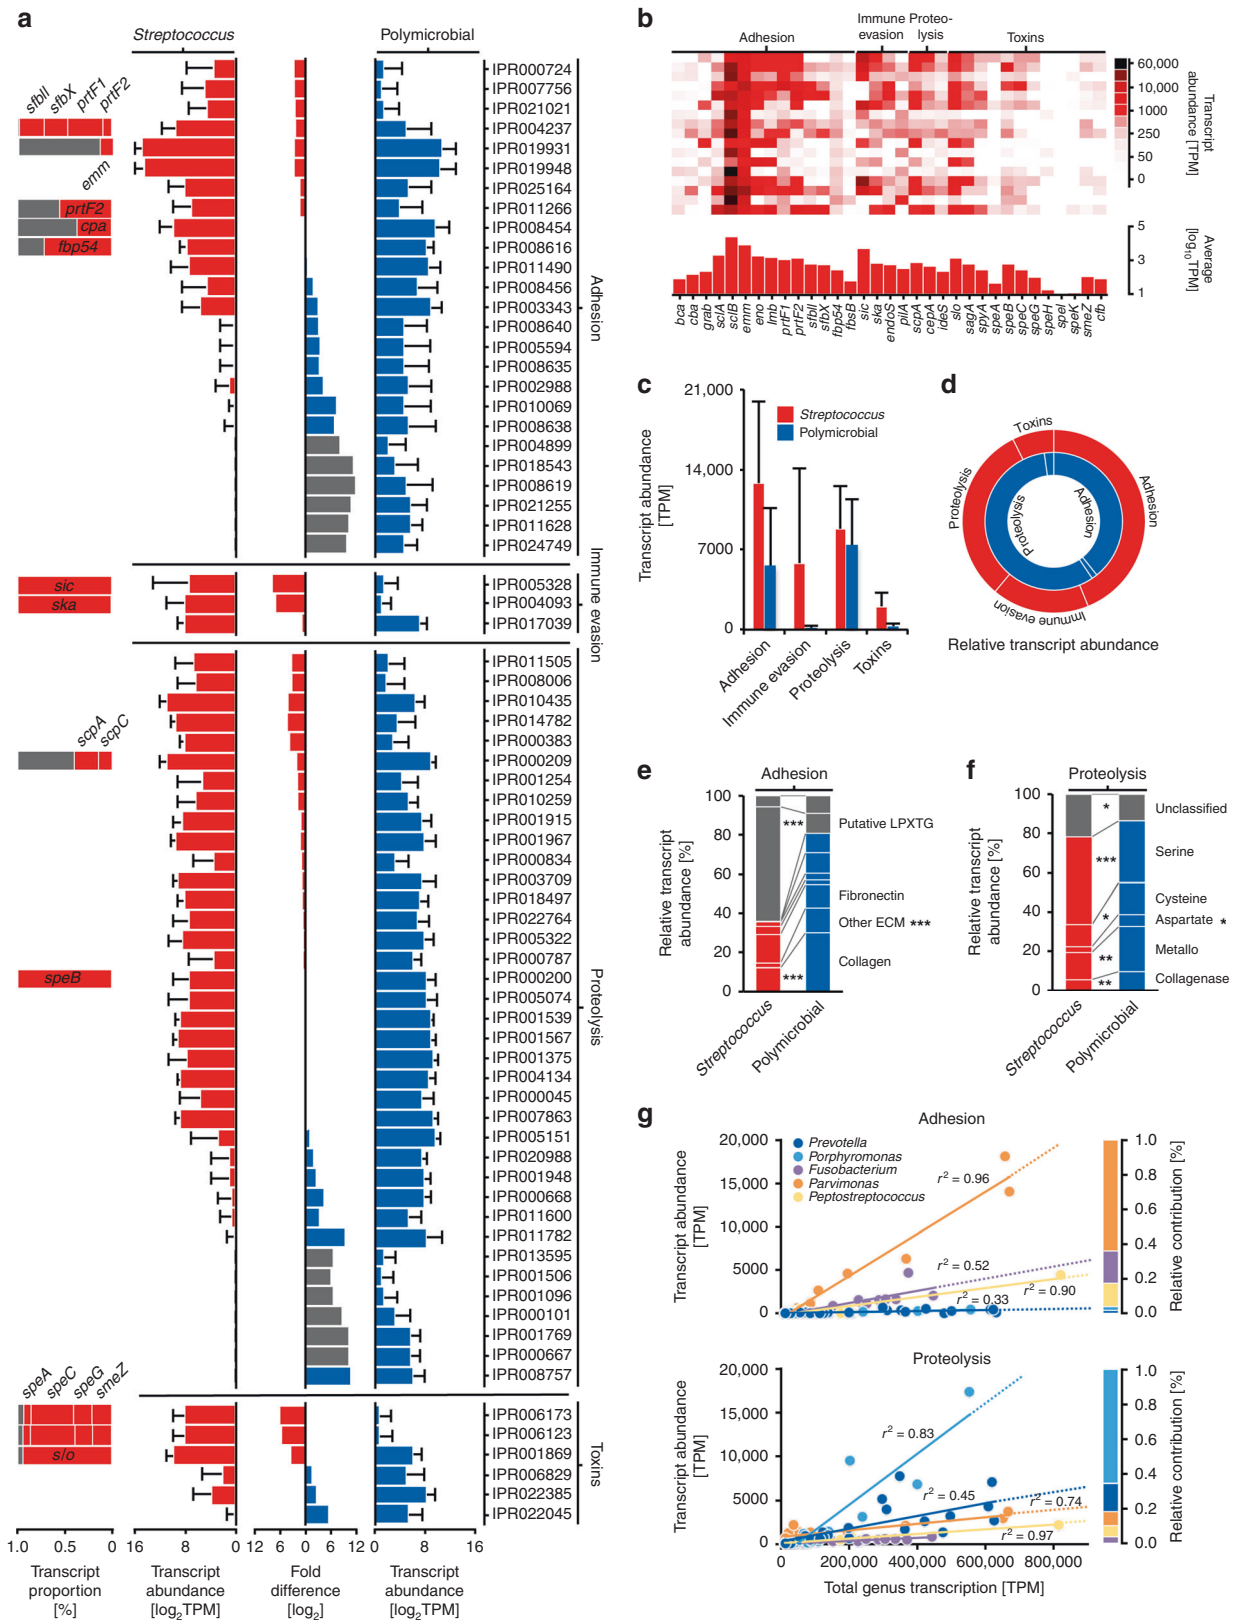 a
Streptococcus
Polymicrobial
sfbII
sfbX
prtF1
prtF2
emm
prtF2
cpa
fbp54
IPR000724
IPR007756
IPR021021
IPR004237
IPR019931
IPR019948
IPR025164
IPR011266
IPR008454
IPR008616
IPR011490
IPR008456
IPR003343
IPR008640
IPR005594
IPR008635
IPR002988
IPR010069
IPR008638
IPR004899
IPR018543
IPR008619
IPR021255
IPR011628
IPR024749
Adhesion
sic
ska
IPR005328
IPR004093
IPR017039
Immune evasion
scpA
scpC
speB
IPR011505
IPR008006
IPR010435
IPR014782
IPR000383
IPR000209
IPR001254
IPR010259
IPR001915
IPR001967
IPR000834
IPR003709
IPR018497
IPR022764
IPR005322
IPR000787
IPR000200
IPR005074
IPR001539
IPR001567
IPR001375
IPR004134
IPR000045
IPR007863
IPR005151
IPR020988
IPR001948
IPR000668
IPR011600
IPR011782
IPR013595
IPR001506
IPR001096
IPR000101
IPR001769
IPR000667
IPR008757
Proteolysis
speA
speC
speG
smeZ
slo
IPR006173
IPR006123
IPR001869
IPR006829
IPR022385
IPR022045
Toxins
1.0 0.5 0
16 8 0
12 6 0 6 12
0 8 16
Transcript proportion [%]
Transcript abundance [log2TPM]
Fold difference [log2]
Transcript abundance [log2TPM]
b
Adhesion
Immune evasion
Proteo-lysis
Toxins
60,000
10,000
1000
250
50
0
Transcript abundance [TPM]
5
3
1
Average [log10TPM]
bca cba grab sclA sclB emm eno lmb prtF1 prtF2 sfbII sfbX fbp54 fbsB sic ska endoS pilA scpA cepA ideS slo sagA spyA speA speB speC speG speH speI speK smeZ cfb
c
21,000
14,000
7000
0
Transcript abundance [TPM]
Streptococcus
Polymicrobial
Adhesion
Immune evasion
Proteolysis
Toxins
d
Toxins
Adhesion
Immune evasion
Proteolysis
Adhesion
Proteolysis
Relative transcript abundance
e
Adhesion
100
80
60
40
20
0
Relative transcript abundance [%]
***
***
Putative LPXTG
Fibronectin
Other ECM ***
Collagen
Streptococcus
Polymicrobial
f
Proteolysis
100
80
60
40
20
0
Relative transcript abundance [%]
*
***
*
**
**
Unclassified
Serine
Cysteine
Aspartate *
Metallo
Collagenase
Streptococcus
Polymicrobial
g
Adhesion
20,000
15,000
10,000
5000
0
Transcript abundance [TPM]
Prevotella
Porphyromonas
Fusobacterium
Parvimonas
Peptostreptococcus
r2 = 0.96
r2 = 0.52
r2 = 0.33
r2 = 0.90
1.0
0.8
0.6
0.4
0.2
0.0
Relative contribution [%]
Proteolysis
20,000
15,000
10,000
5000
0
Transcript abundance [TPM]
r2 = 0.83
r2 = 0.45
r2 = 0.74
r2 = 0.97
1.0
0.8
0.6
0.4
0.2
0.0
Relative contribution [%]
0 200,000 400,000 600,000 800,000
Total genus transcription [TPM]